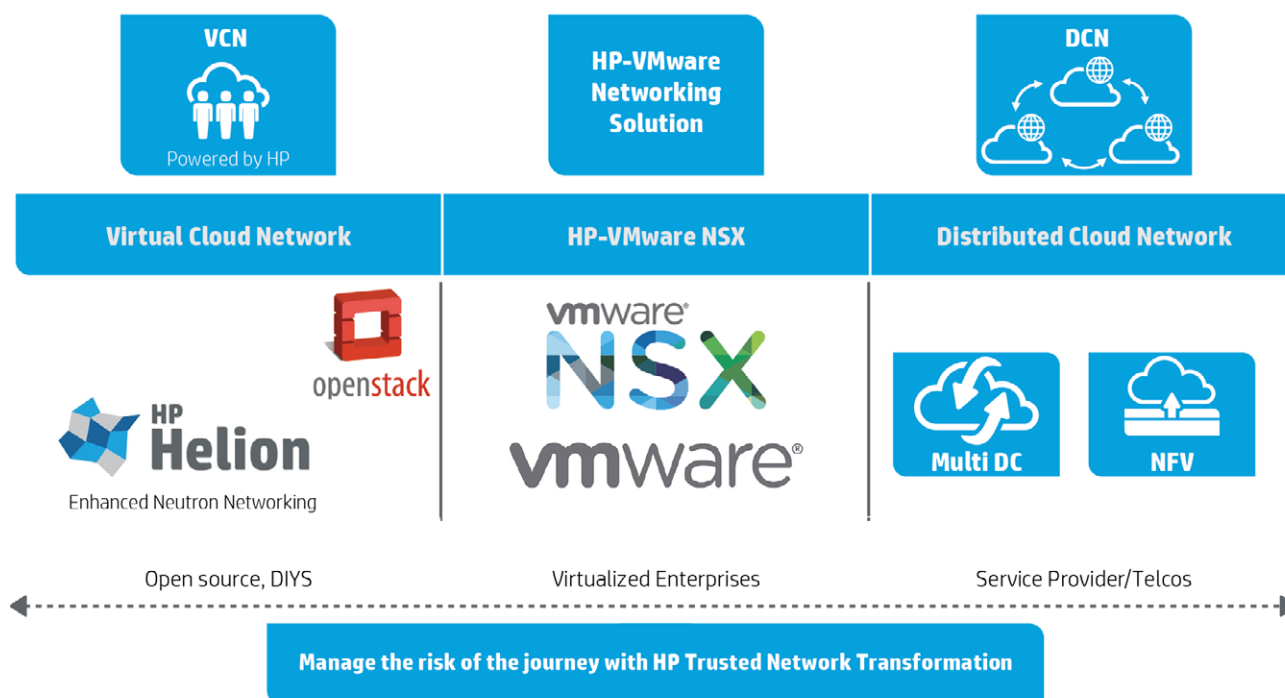 VCN
Powered by HP
HP-VMware
Networking
Solution
DCN
Virtual Cloud Network
HP-VMware NSX
Distributed Cloud Network
openstack
HP
Helion
Enhanced Neutron Networking
vmware®
NSX
vmware®
Multi DC
NFV
Open source, DIYS
Virtualized Enterprises
Service Provider/Telcos
Manage the risk of the journey with HP Trusted Network Transformation